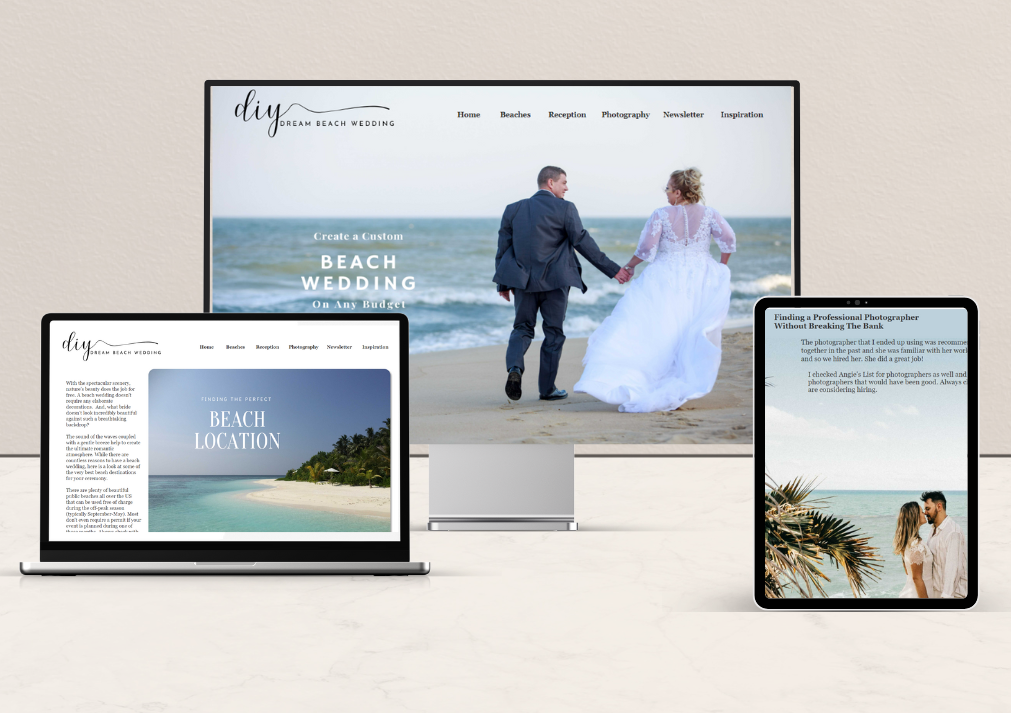 diy
DREAM BEACH WEDDING
Home Beaches Reception Photography Newsletter Inspiration
Create a Custom
BEACH
WEDDING
On Any Budget
diy
DREAM BEACH WEDDING
Home Beaches Reception Photography Newsletter Inspiration
With the spectacular scenery,
nature's beauty does the job for
free. A beach wedding doesn't
require any elaborate
decorations. And, what bride
doesn't look incredibly beautiful
against such a breathtaking
backdrop?
The sound of the waves coupled
with a gentle breeze help to create
the ultimate romantic
atmosphere. While there are
countless reasons to have a beach
wedding, here is a look at some of
the very best beach destinations
for your ceremony.
There are plenty of beautiful
public beaches all over the US
that can be used free of charge
during the off-peak season
(typically September-May). Most
don't even require a permit if your
event is planned during one of
FINDING THE PERFECT
BEACH
LOCATION
Finding a Professional Photographer
Without Breaking The Bank
The photographer that I ended up using was recomme
together in the past and she was familiar with her work
and so we hired her. She did a great job!
I checked Angie's List for photographers as well and
photographers that would have been good. Always c
are considering hiring.